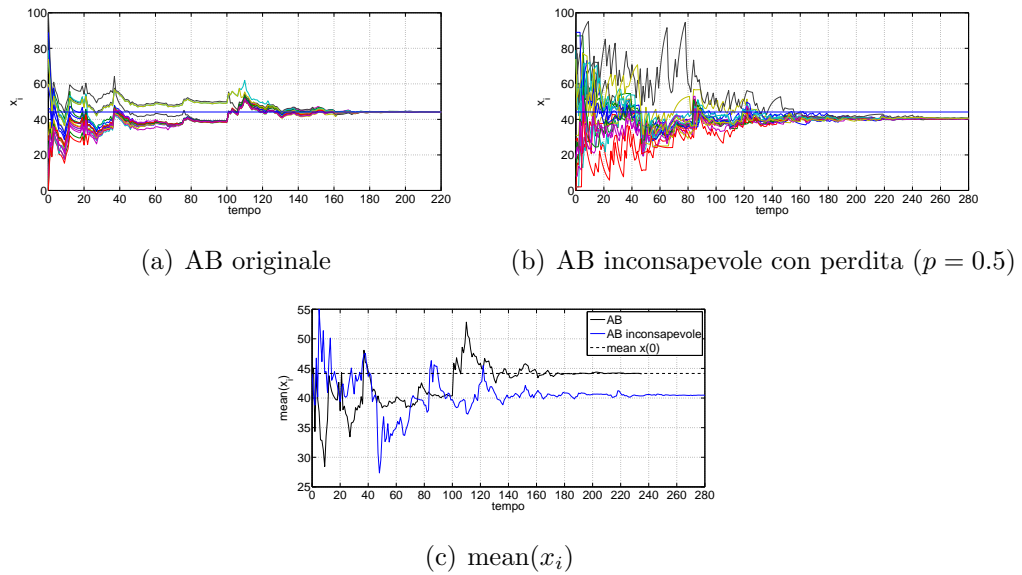 100
80
60
40
20
0
x_i
0 20 40 60 80 100 120 140 160 180 200 220
tempo
(a) AB originale
100
80
60
40
20
0
x_i
0 20 40 60 80 100 120 140 160 180 200 220 240 260 280
tempo
(b) AB inconsapevole con perdita (p = 0.5)
55
50
45
40
35
30
25
mean(x_i)
AB
AB inconsapevole
mean x(0)
0 20 40 60 80 100 120 140 160 180 200 220 240 260 280
tempo
(c) mean(x_i)